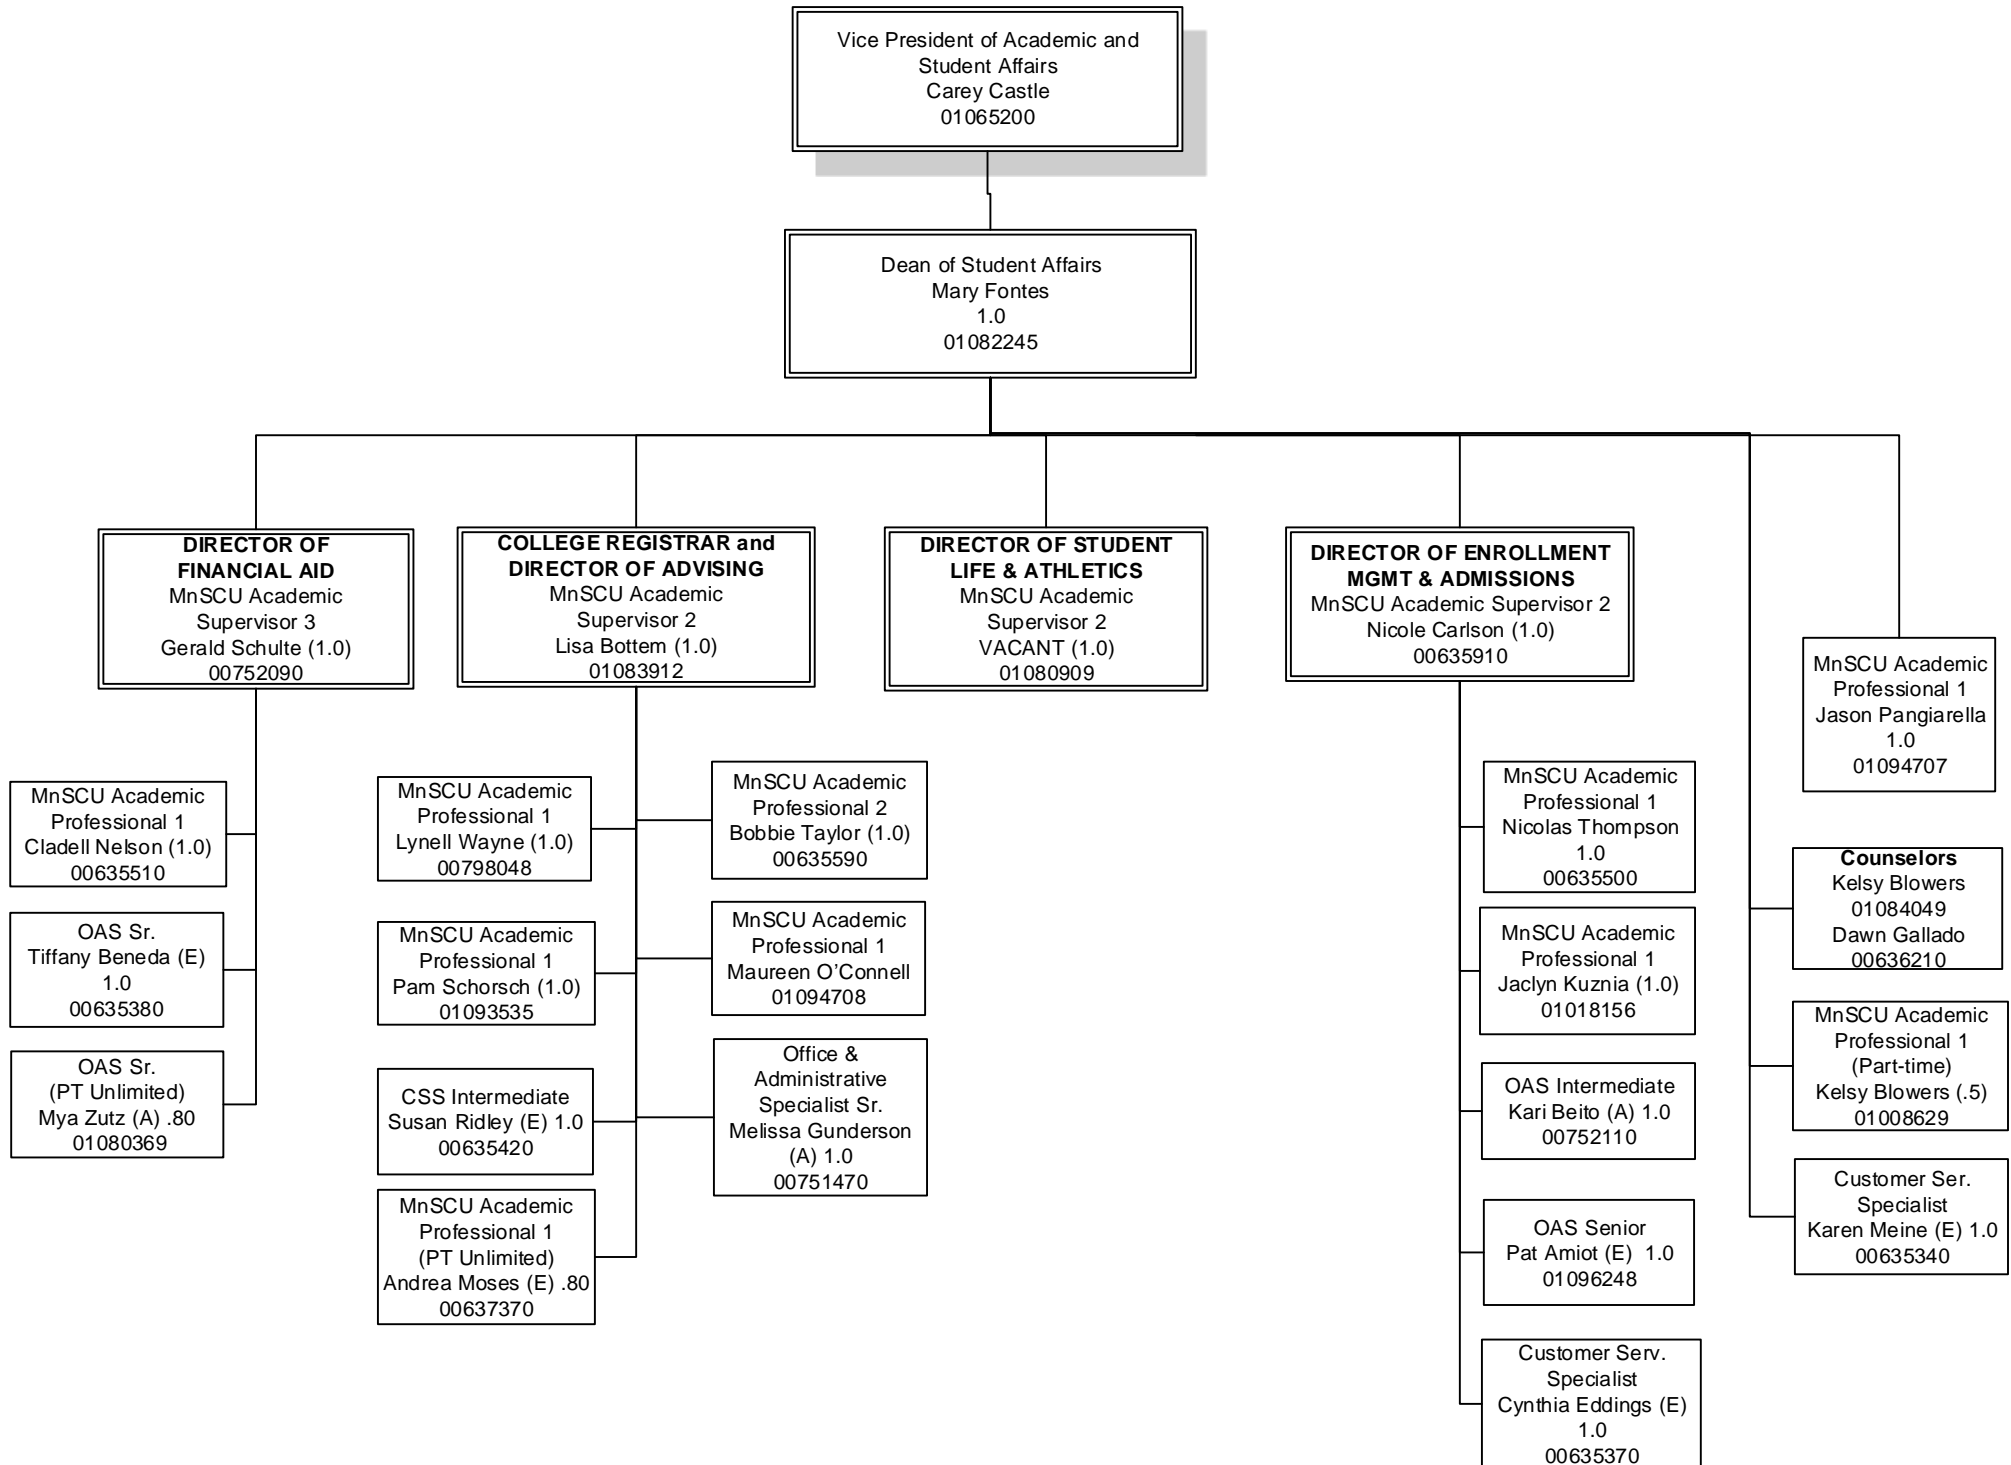 Vice President of Academic and
Student Affairs
Carey Castle
01065200
Dean of Student Affairs
Mary Fontes
1.0
01082245
DIRECTOR OF
FINANCIAL AID
MnSCU Academic
Supervisor 3
Gerald Schulte (1.0)
00752090
COLLEGE REGISTRAR and
DIRECTOR OF ADVISING
MnSCU Academic
Supervisor 2
Lisa Bottem (1.0)
01083912
DIRECTOR OF STUDENT
LIFE & ATHLETICS
MnSCU Academic
Supervisor 2
VACANT (1.0)
01080909
DIRECTOR OF ENROLLMENT
MGMT & ADMISSIONS
MnSCU Academic Supervisor 2
Nicole Carlson (1.0)
00635910
MnSCU Academic
Professional 1
Jason Pangiarella
1.0
01094707
MnSCU Academic
Professional 1
Cladell Nelson (1.0)
00635510
OAS Sr.
Tiffany Beneda (E)
1.0
00635380
OAS Sr.
(PT Unlimited)
Mya Zutz (A) .80
01080369
MnSCU Academic
Professional 1
Lynell Wayne (1.0)
00798048
MnSCU Academic
Professional 1
Pam Schorsch (1.0)
01093535
CSS Intermediate
Susan Ridley (E) 1.0
00635420
MnSCU Academic
Professional 1
(PT Unlimited)
Andrea Moses (E) .80
00637370
MnSCU Academic
Professional 2
Bobbie Taylor (1.0)
00635590
MnSCU Academic
Professional 1
Maureen O’Connell
01094708
Office &
Administrative
Specialist Sr.
Melissa Gunderson
(A) 1.0
00751470
MnSCU Academic
Professional 1
Nicolas Thompson
1.0
00635500
MnSCU Academic
Professional 1
Jaclyn Kuznia (1.0)
01018156
OAS Intermediate
Kari Beito (A) 1.0
00752110
OAS Senior
Pat Amiot (E) 1.0
01096248
Customer Serv.
Specialist
Cynthia Eddings (E)
1.0
00635370
Counselors
Kelsy Blowers
01084049
Dawn Gallado
00636210
MnSCU Academic
Professional 1
(Part-time)
Kelsy Blowers (.5)
01008629
Customer Ser.
Specialist
Karen Meine (E) 1.0
00635340